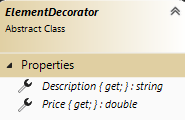 ElementDecorator
Abstract Class
Properties
Description { get; } : string
Price { get; } : double